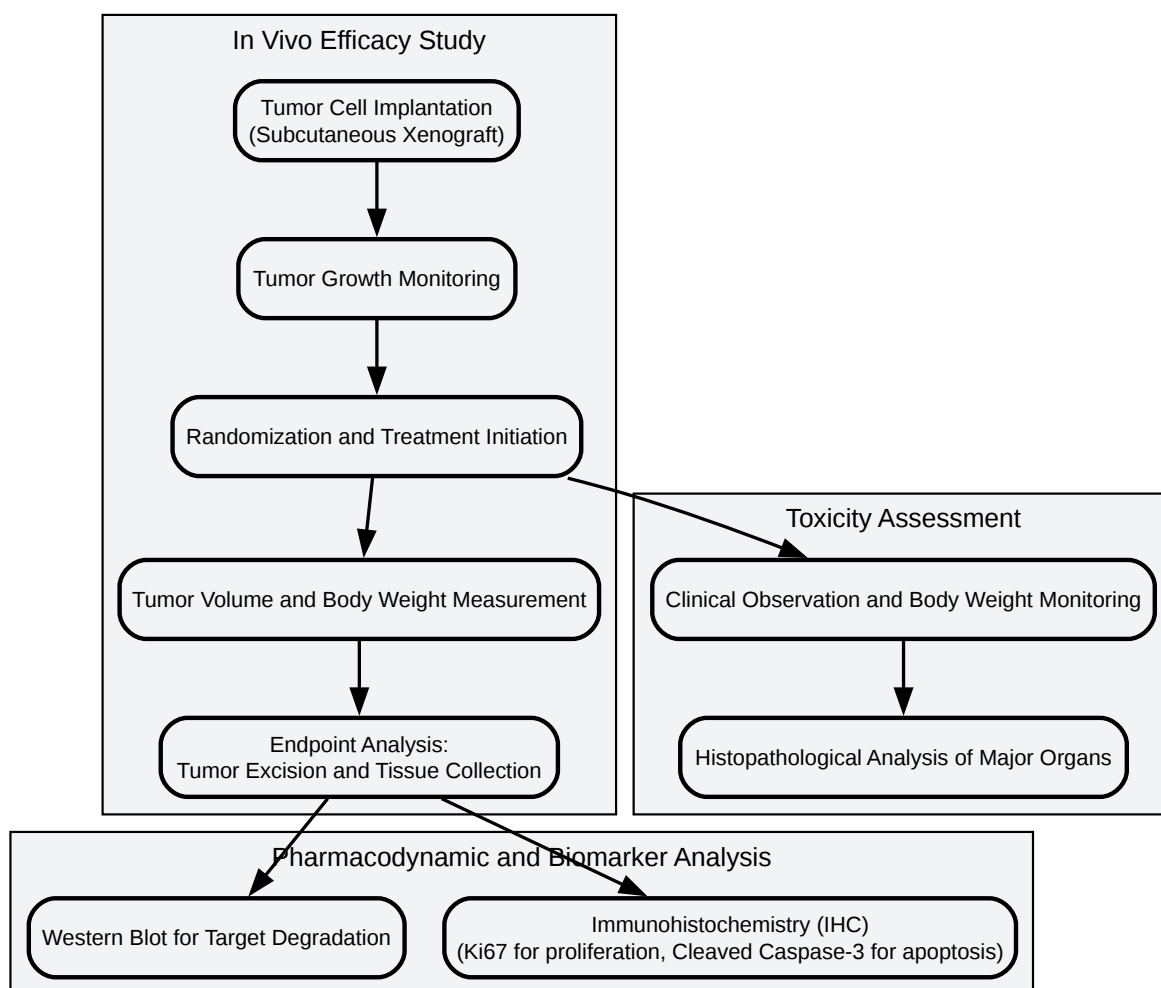 In Vivo Efficacy Study
Tumor Cell Implantation
(Subcutaneous Xenograft)
Tumor Growth Monitoring
Randomization and Treatment Initiation
Tumor Volume and Body Weight Measurement
Endpoint Analysis:
Tumor Excision and Tissue Collection
Toxicity Assessment
Clinical Observation and Body Weight Monitoring
Histopathological Analysis of Major Organs
Pharmacodynamic and Biomarker Analysis
Western Blot for Target Degradation
Immunohistochemistry (IHC)
(Ki67 for proliferation, Cleaved Caspase-3 for apoptosis)